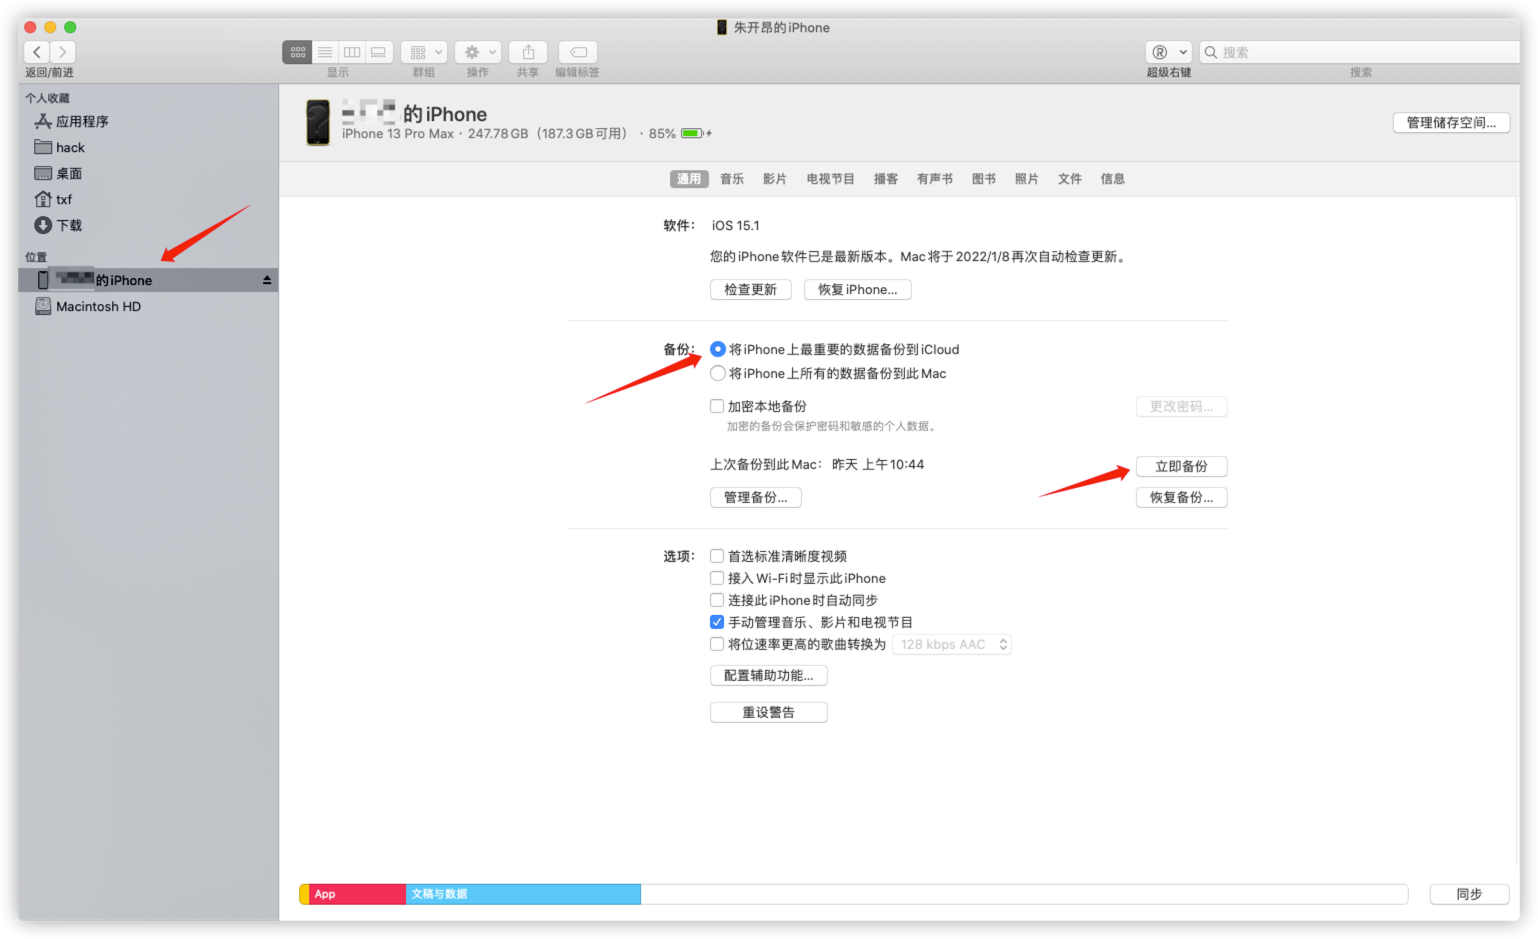 朱开昂的iPhone
返回/前进
显示
群组
操作
共享
编辑标签
超级右键
搜索
搜索
个人收藏
应用程序
hack
桌面
txf
下载
位置
的iPhone
Macintosh HD
的iPhone
iPhone 13 Pro Max · 247.78 GB（187.3 GB可用） · 85%
管理储存空间...
通用 音乐 影片 电视节目 播客 有声书 图书 照片 文件 信息
软件： iOS 15.1
您的iPhone软件已是最新版本。Mac将于2022/1/8再次自动检查更新。
检查更新 恢复iPhone...
备份： 将iPhone上最重要的数据备份到iCloud
将iPhone上所有的数据备份到此Mac
加密本地备份 更改密码...
加密的备份会保护密码和敏感的个人数据。
上次备份到此Mac： 昨天 上午10:44 立即备份
管理备份... 恢复备份...
选项： 首选标准清晰度视频
接入Wi-Fi时显示此iPhone
连接此iPhone时自动同步
手动管理音乐、影片和电视节目
将位速率更高的歌曲转换为 128 kbps AAC
配置辅助功能...
重设警告
App 文稿与数据 同步